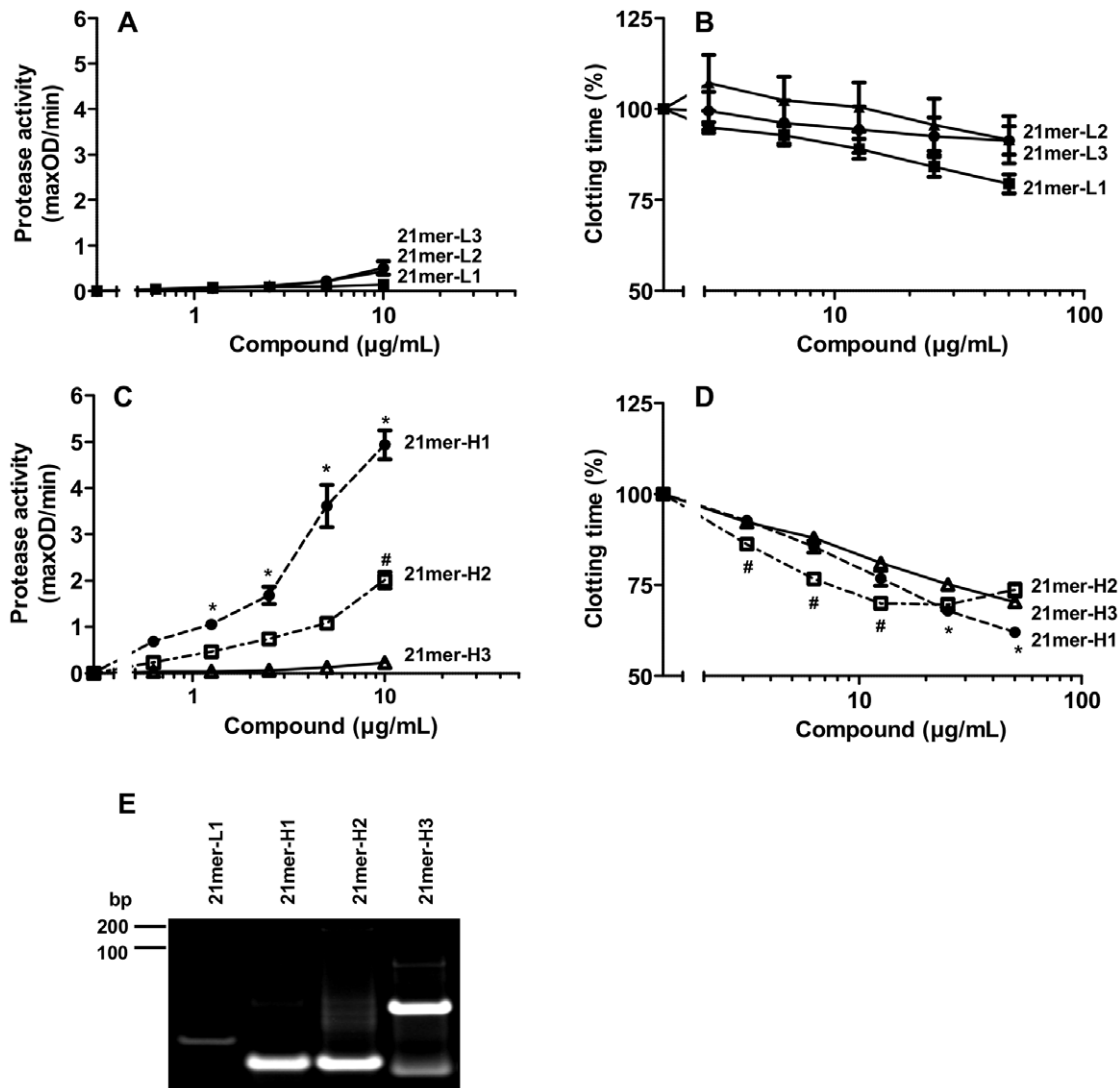 A
Protease activity
(maxOD/min)
6
5
4
3
2
1
0
21mer-L3
21mer-L2
21mer-L1
1
10
Compound (µg/mL)
B
Clotting time (%)
125
100
75
50
21mer-L2
21mer-L3
21mer-L1
10
100
Compound (µg/mL)
C
Protease activity
(maxOD/min)
6
5
4
3
2
1
0
*
*
*
*
#
21mer-H1
21mer-H2
21mer-H3
1
10
Compound (µg/mL)
D
Clotting time (%)
125
100
75
50
#
#
#
*
*
21mer-H2
21mer-H3
21mer-H1
10
100
Compound (µg/mL)
E
21mer-L1
21mer-H1
21mer-H2
21mer-H3
bp
200
100